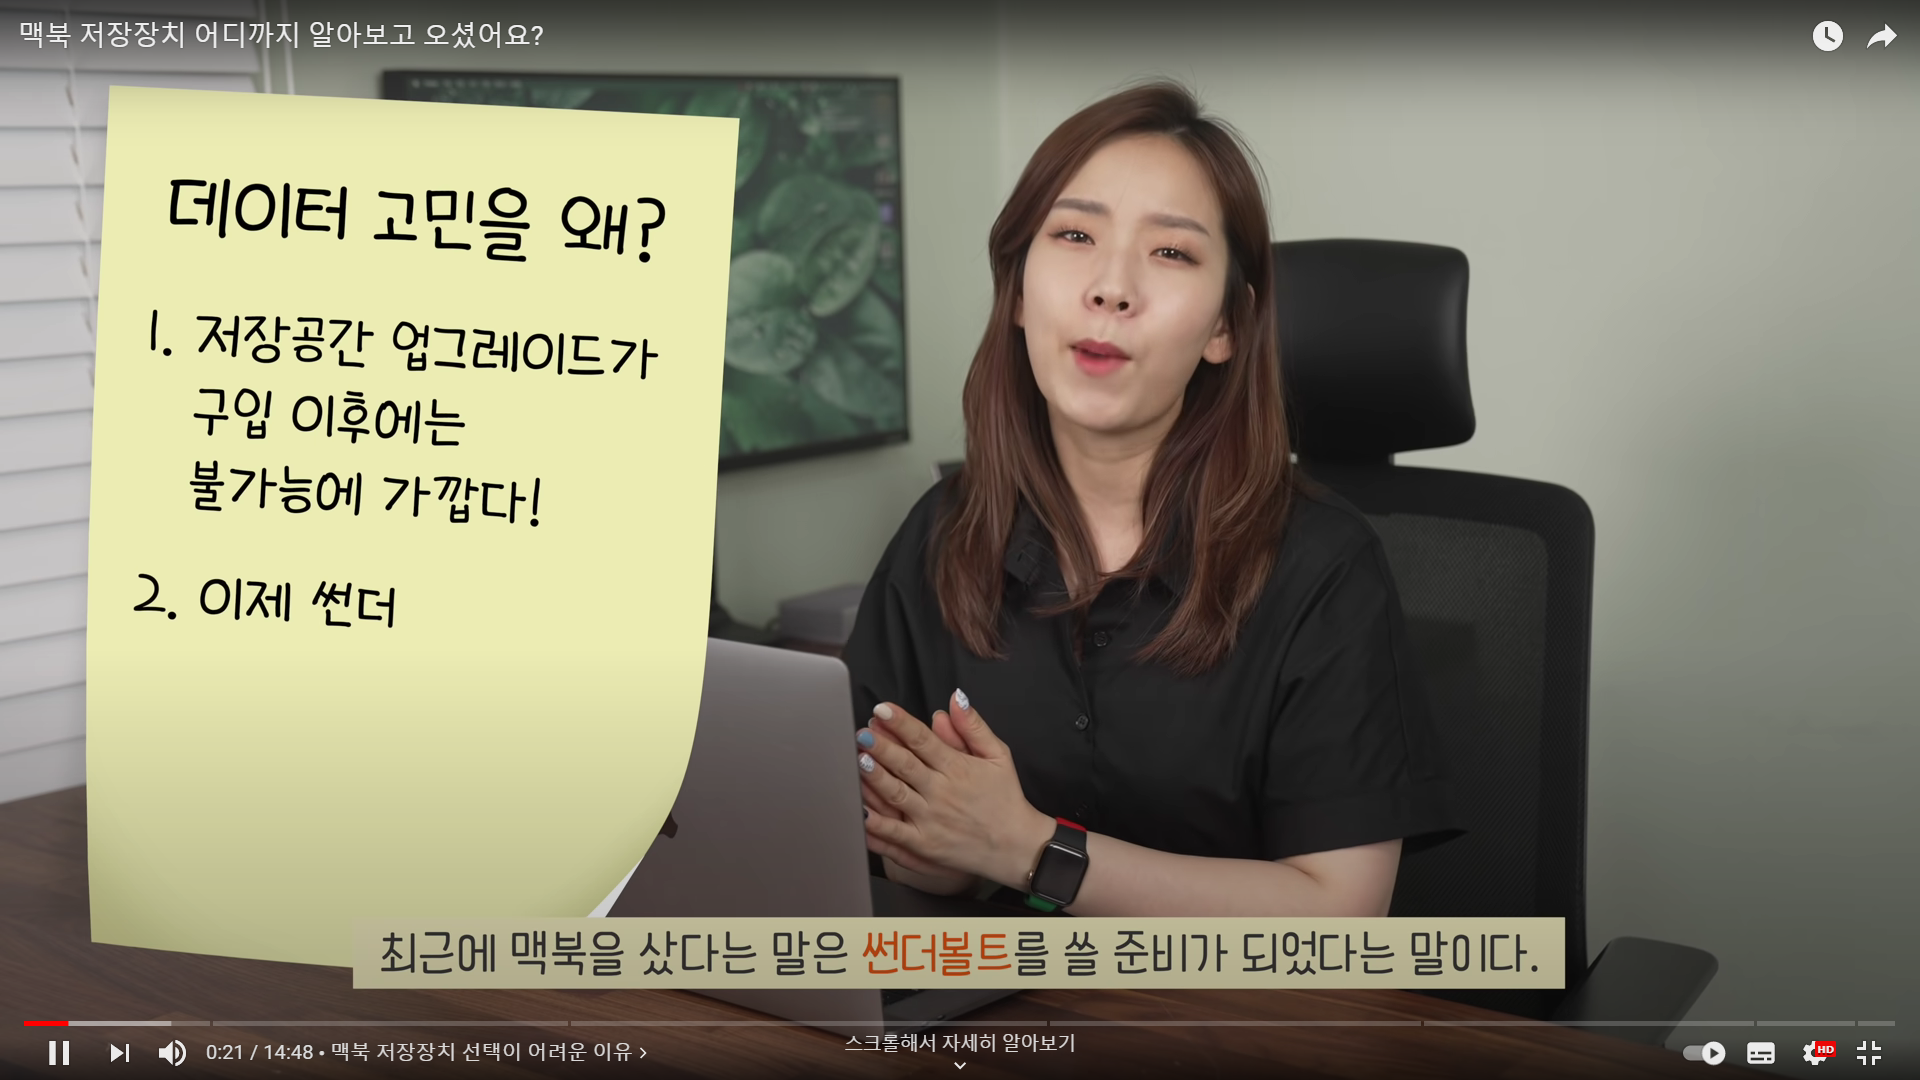 맥북 저장장치 어디까지 알아보고 오셨어요?
데이터 고민을 왜?
1. 저장공간 업그레이드가
구입 이후에는
불가능에 가깝다!
2. 이제 썬더
최근에 맥북을 샀다는 말은 썬더볼트를 쓸 준비가 되었다는 말이다.
스크롤해서 자세히 알아보기
0:21 / 14:48 • 맥북 저장장치 선택이 어려운 이유 >
HD